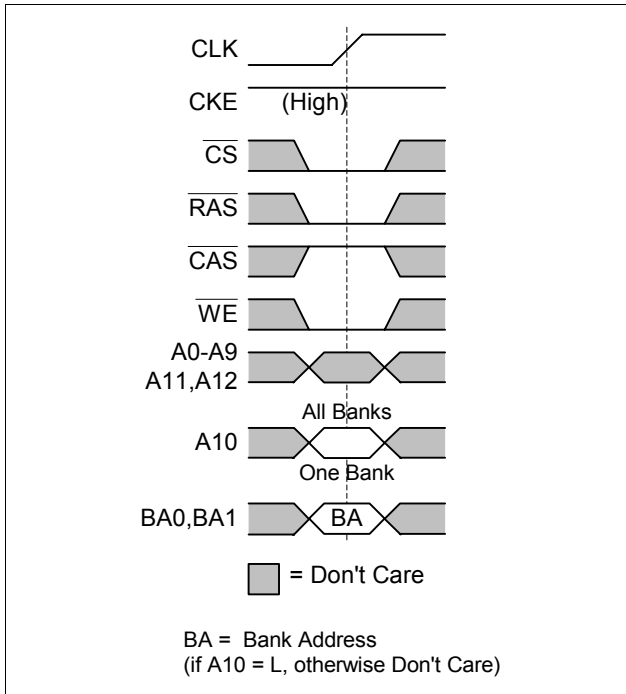 CLK
CKE (High)
CS
RAS
CAS
WE
A0-A9
A11,A12
All Banks
A10
One Bank
BA0,BA1 BA
= Don't Care
BA = Bank Address
(if A10 = L, otherwise Don't Care)